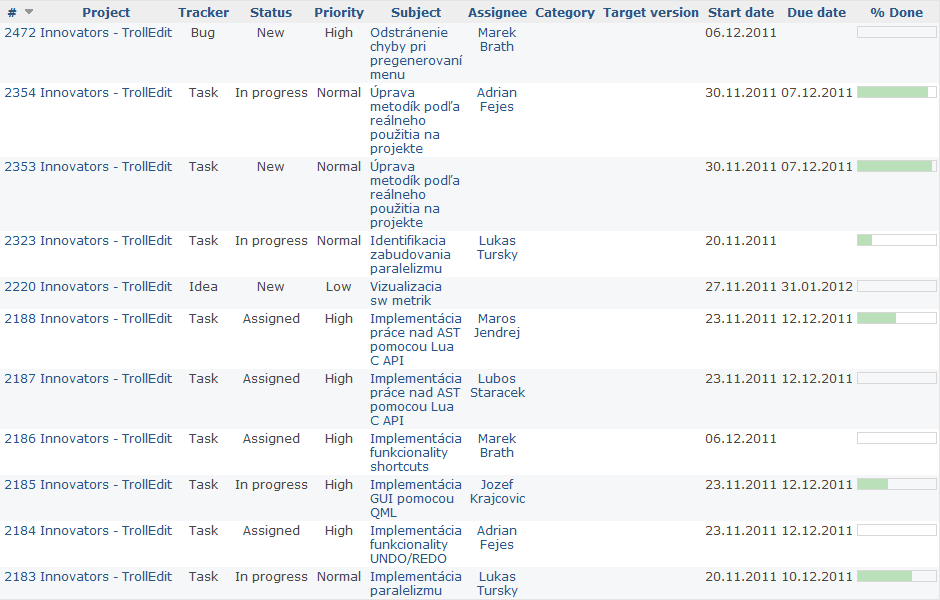 # Project Tracker Status Priority Subject Assignee Category Target version Start date Due date % Done
2472 Innovators - TrollEdit Bug New High Odstránenie Marek 06.12.2011
chyby pri Brath
pregenerovaní
menu
2354 Innovators - TrollEdit Task In progress Normal Úprava Adrian 30.11.2011 07.12.2011
metodík podľa Fejes
reálneho
použitia na
projekte
2353 Innovators - TrollEdit Task New Normal Úprava 30.11.2011 07.12.2011
metodík podľa
reálneho
použitia na
projekte
2323 Innovators - TrollEdit Task In progress Normal Identifikacia Lukas 20.11.2011
zabudovania Tursky
paralelizmu
2220 Innovators - TrollEdit Idea New Low Vizualizacia 27.11.2011 31.01.2012
sw metrik
2188 Innovators - TrollEdit Task Assigned High Implementácia Maros 23.11.2011 12.12.2011
práce nad AST Jendrej
pomocou Lua
C API
2187 Innovators - TrollEdit Task Assigned High Implementácia Lubos 23.11.2011 12.12.2011
práce nad AST Staracek
pomocou Lua
C API
2186 Innovators - TrollEdit Task Assigned High Implementácia Marek 06.12.2011
funkcionality Brath
shortcuts
2185 Innovators - TrollEdit Task In progress High Implementácia Jozef 23.11.2011 12.12.2011
GUI pomocou Krajcovic
QML
2184 Innovators - TrollEdit Task Assigned High Implementácia Adrian 23.11.2011 12.12.2011
funkcionality Fejes
UNDO/REDO
2183 Innovators - TrollEdit Task In progress Normal Implementácia Lukas 20.11.2011 10.12.2011
paralelizmu Tursky